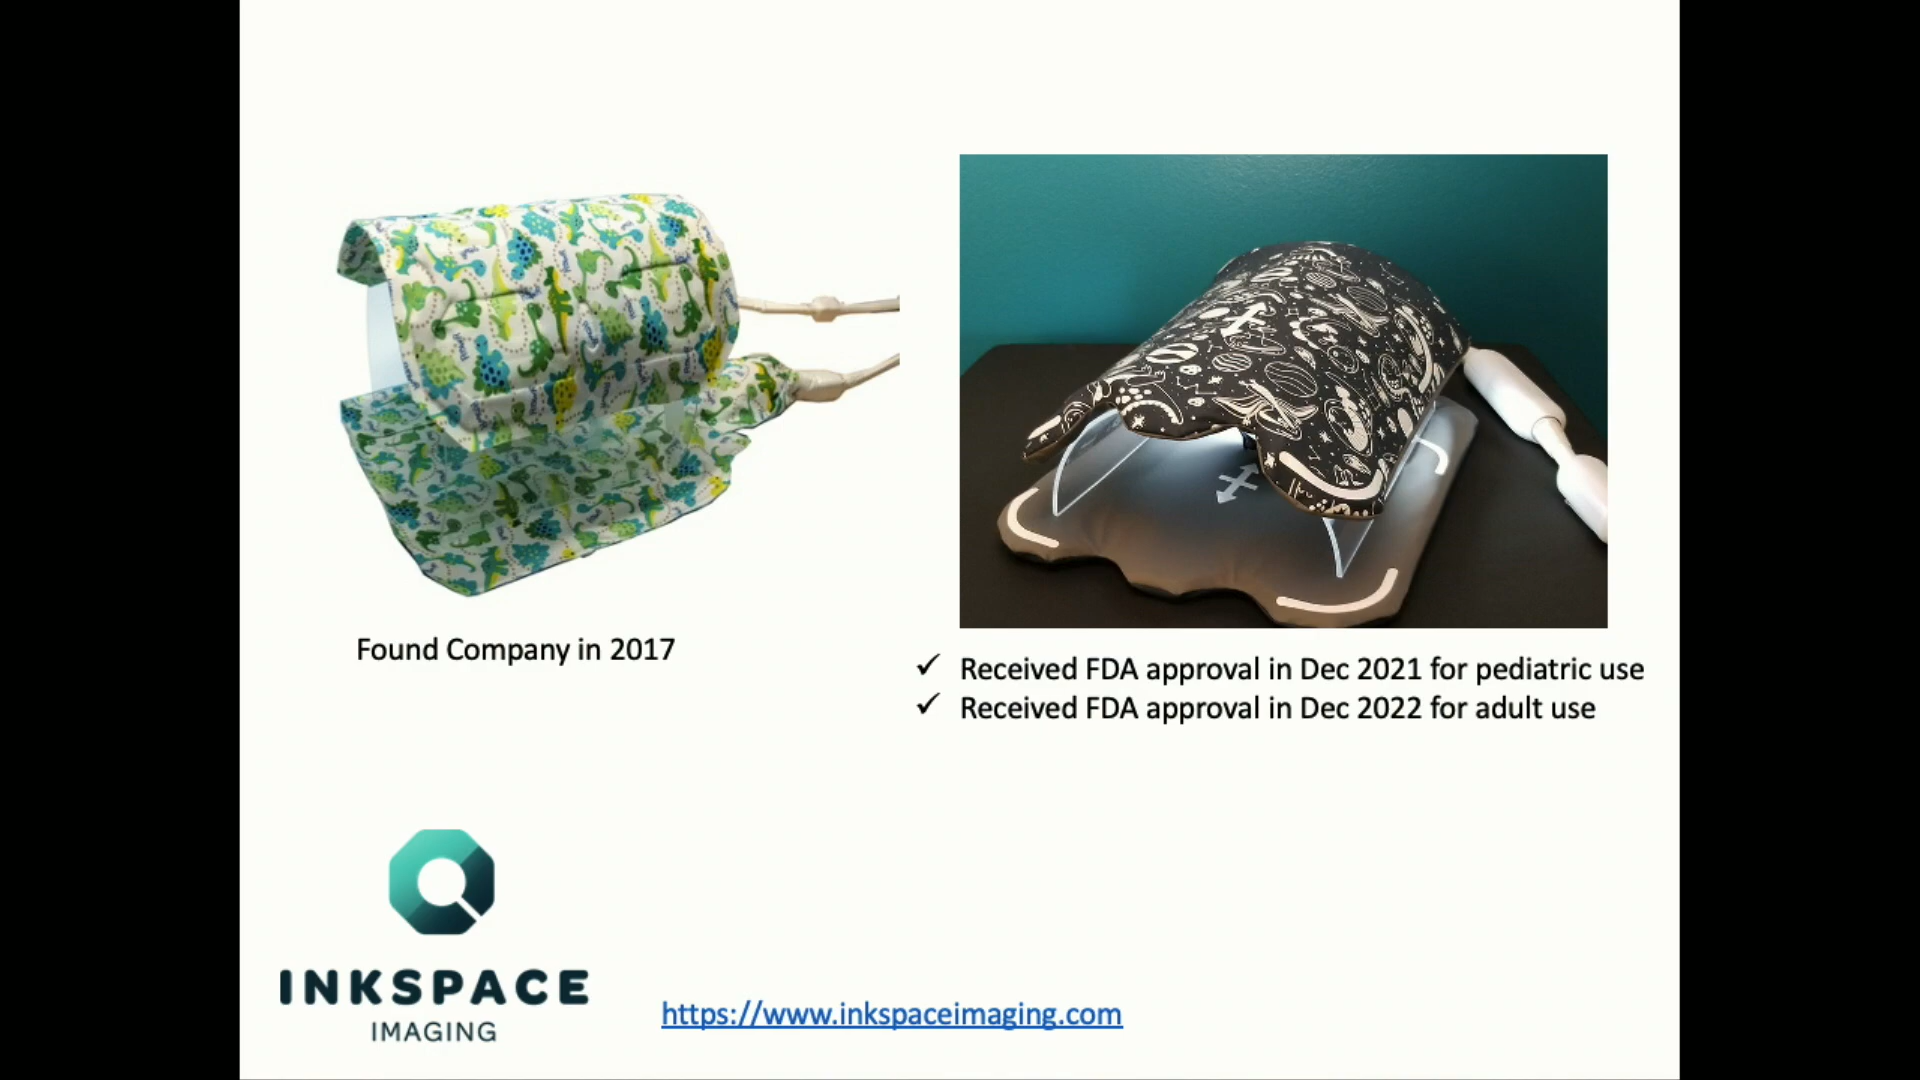 Found Company in 2017
✓ Received FDA approval in Dec 2021 for pediatric use
✓ Received FDA approval in Dec 2022 for adult use
INKSPACE
IMAGING
https://www.inkspaceimaging.com